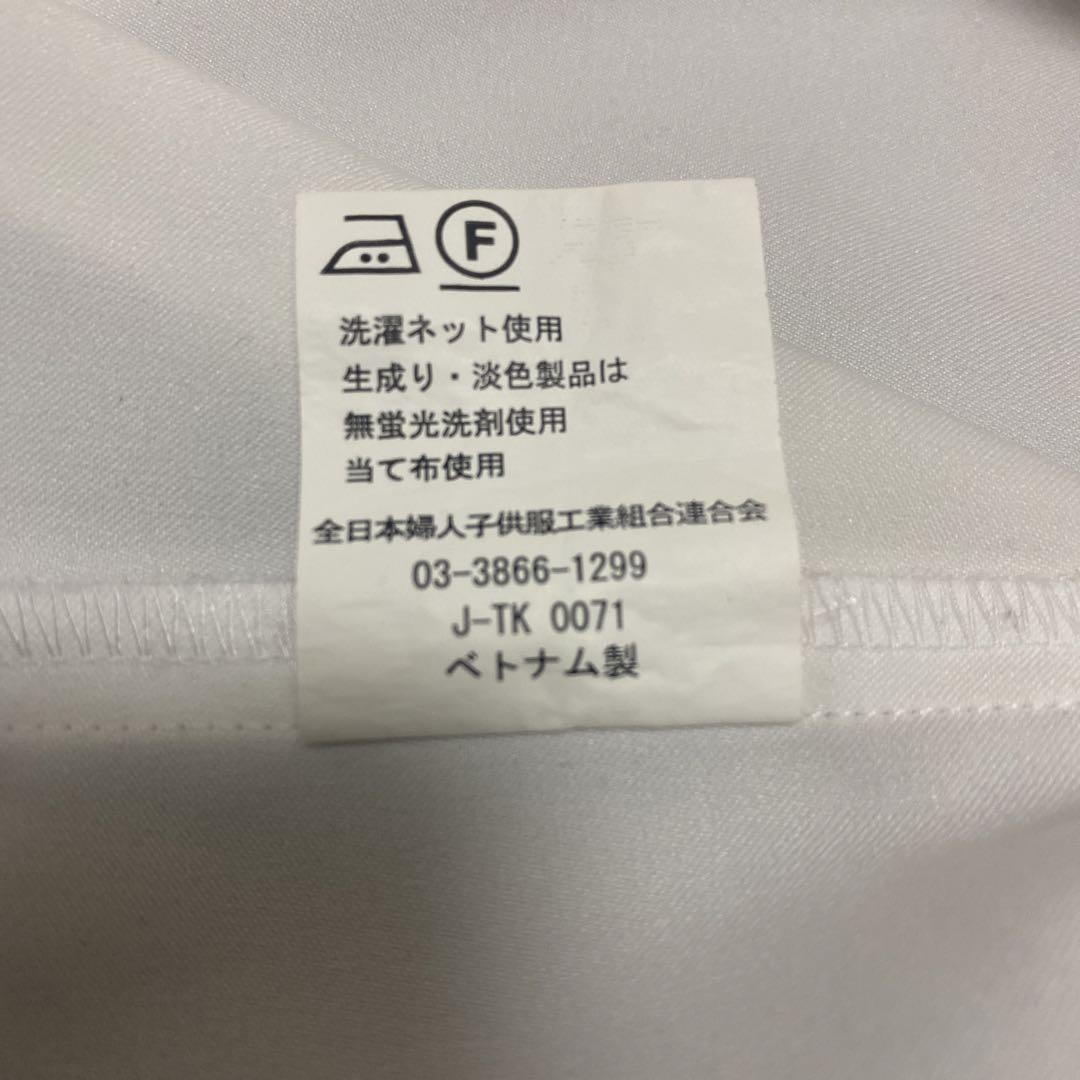 F
洗濯ネット使用
生成り・淡色製品は
無蛍光洗剤使用
当て布使用
全日本婦人子供服工業組合連合会
03-3866-1299
J-TK 0071
ベトナム製